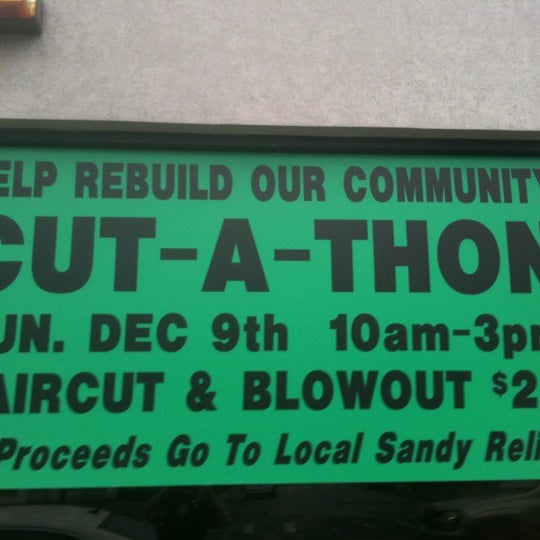 ELP REBUILD OUR COMMUNITY
CUT-A-THON
UN. DEC 9th 10am-3pm
AIRCUT & BLOWOUT $2
Proceeds Go To Local Sandy Reli